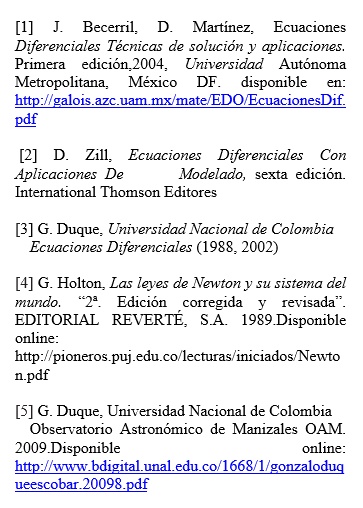 [1] J. Becerril, D. Martínez, Ecuaciones
Diferenciales Técnicas de solución y aplicaciones.
Primera edición,2004, Universidad Autónoma
Metropolitana, México DF. disponible en:
http://galois.azc.uam.mx/mate/EDO/EcuacionesDif.
pdf
[2] D. Zill, Ecuaciones Diferenciales Con
Aplicaciones De Modelado, sexta edición.
International Thomson Editores
[3] G. Duque, Universidad Nacional de Colombia
Ecuaciones Diferenciales (1988, 2002)
[4] G. Holton, Las leyes de Newton y su sistema del
mundo. “2ª. Edición corregida y revisada”.
EDITORIAL REVERTÉ, S.A. 1989.Disponible
online:
http://pioneros.puj.edu.co/lecturas/iniciados/Newto
n.pdf
[5] G. Duque, Universidad Nacional de Colombia
Observatorio Astronómico de Manizales OAM.
2009.Disponible online:
http://www.bdigital.unal.edu.co/1668/1/gonzaloduq
ueescobar.20098.pdf